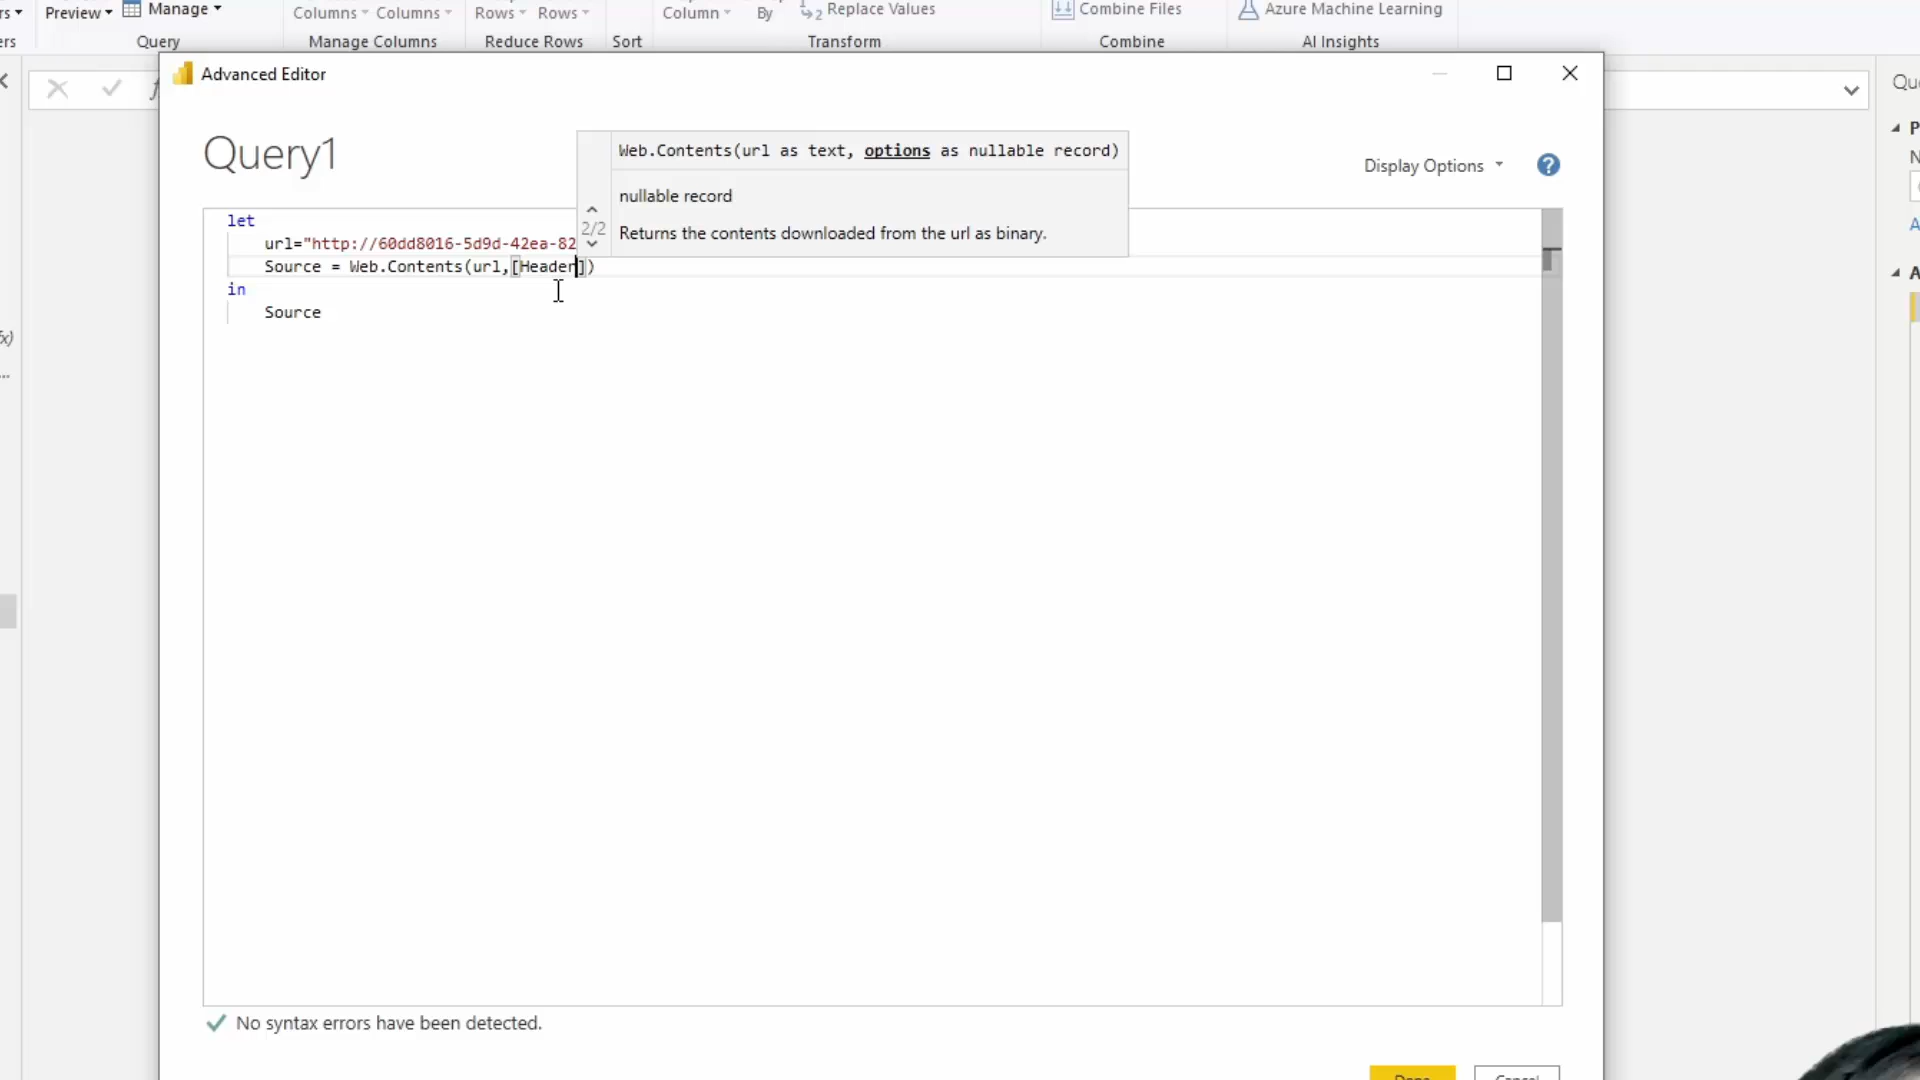 Preview
Manage
Columns Columns
Rows Rows
Column
By
Replace Values
Combine Files
Azure Machine Learning
Query
Manage Columns
Reduce Rows
Sort
Transform
Combine
AI Insights
Advanced Editor
Query1
Web.Contents(url as text, options as nullable record)
nullable record
2/2
Returns the contents downloaded from the url as binary.
Display Options
?
let
url="http://60dd8016-5d9d-42ea-82
Source = Web.Contents(url,[Header])
in
Source
No syntax errors have been detected.
Done
Cancel